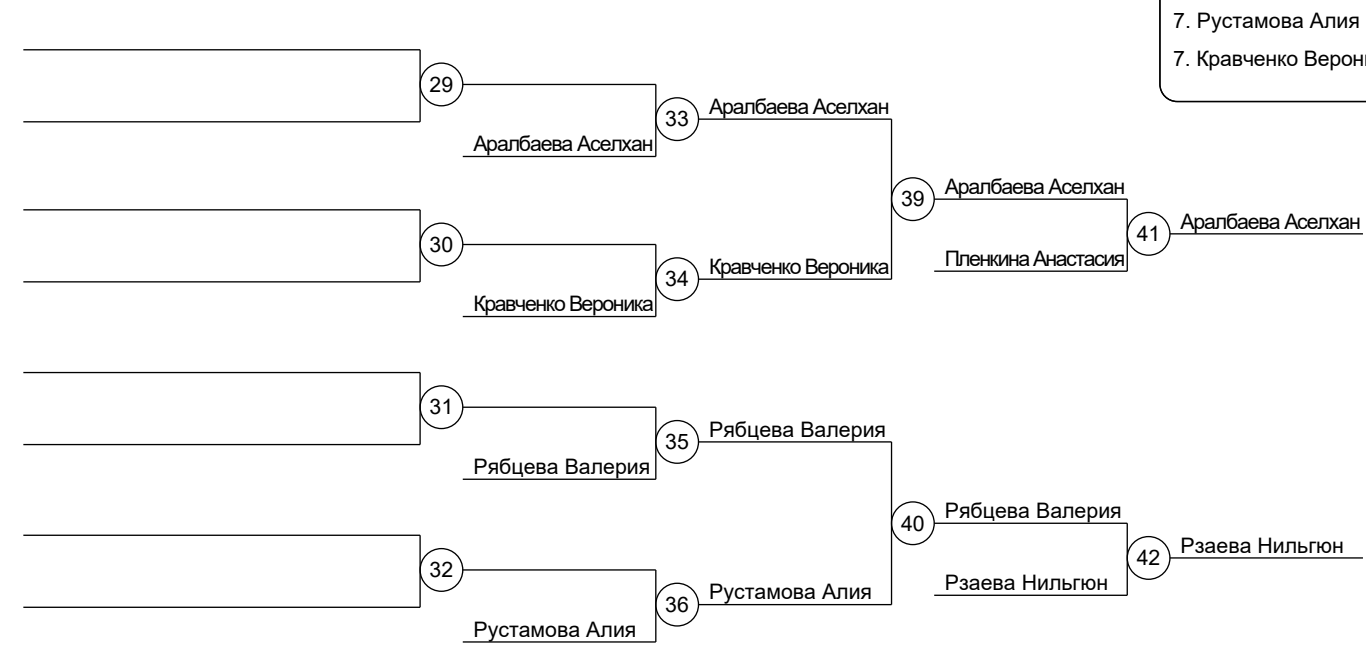 7. Рустамова Алия
7. Кравченко
29
33
Аралбаева Аселхан
Аралбаева Аселхан
39
Аралбаева Аселхан
41
Аралбаева Аселхан
30
34
Кравченко Вероника
Пленкина Анастасия
Кравченко Вероника
31
35
Рябцева Валерия
Рябцева Валерия
40
Рябцева Валерия
42
Рзаева Нильгюн
32
36
Рустамова Алия
Рзаева Нильгюн
Рустамова Алия